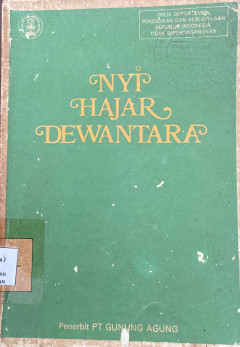 MILIK DEPARTEMEN
PENDIDIKAN DAN KEBUDAYAAN
REPUBLIK INDONESIA
TIDAK DIPERDAGANGKAN
NYI
HAJAR
DEWANTARA
Penerbit PT GUNUNG AGUNG